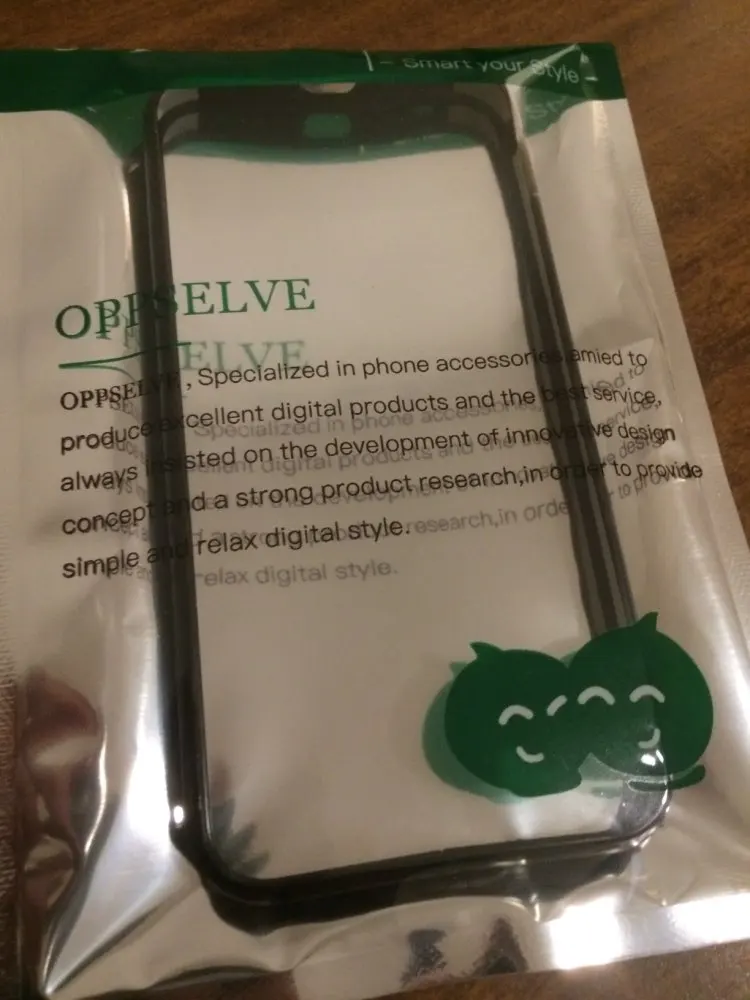 - Smart your Style -
OPPSELVE
OPPSELVE, Specialized in phone accessories, amied to
produce excellent digital products and the best service,
always insisted on the development of innovative design
concept and a strong product research,in order to provide
simple and relax digital style.